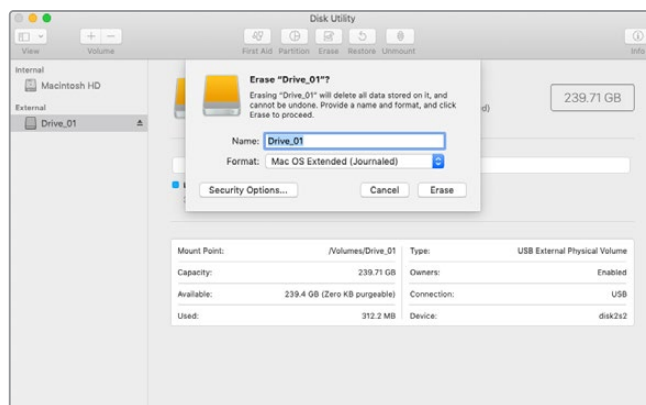 Disk Utility
View
Volume
First Aid
Partition
Erase
Restore
Unmount
Info
Internal
Macintosh HD
External
Drive_01
Erase “Drive_01”?
Erasing “Drive_01” will delete all data stored on it, and
cannot be undone. Provide a name and format, and click
Erase to proceed.
Name: Drive_01
Format: Mac OS Extended (Journaled)
Security Options...
Cancel
Erase
ed)
239.71 GB
Mount Point: /Volumes/Drive_01
Type: USB External Physical Volume
Capacity: 239.71 GB
Owners: Enabled
Available: 239.4 GB (Zero KB purgeable)
Connection: USB
Used: 312.2 MB
Device: disk2s2